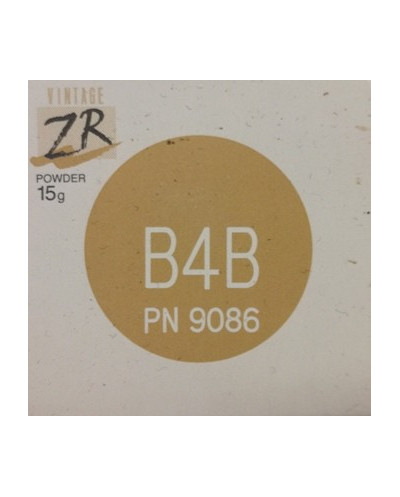 VINTAGE
ZR
POWDER
15g
B4B
PN 9086